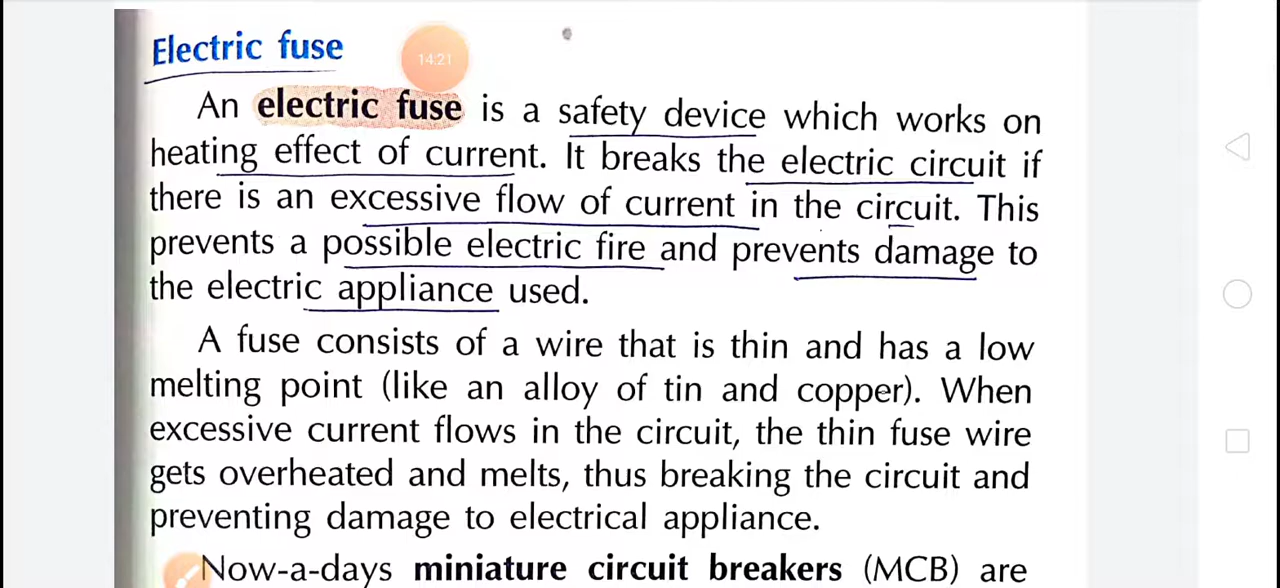 Electric fuse
14:21
An electric fuse is a safety device which works on
heating effect of current. It breaks the electric circuit if
there is an excessive flow of current in the circuit. This
prevents a possible electric fire and prevents damage to
the electric appliance used.
A fuse consists of a wire that is thin and has a low
melting point (like an alloy of tin and copper). When
excessive current flows in the circuit, the thin fuse wire
gets overheated and melts, thus breaking the circuit and
preventing damage to electrical appliance.
Now-a-days miniature circuit breakers (MCB) are